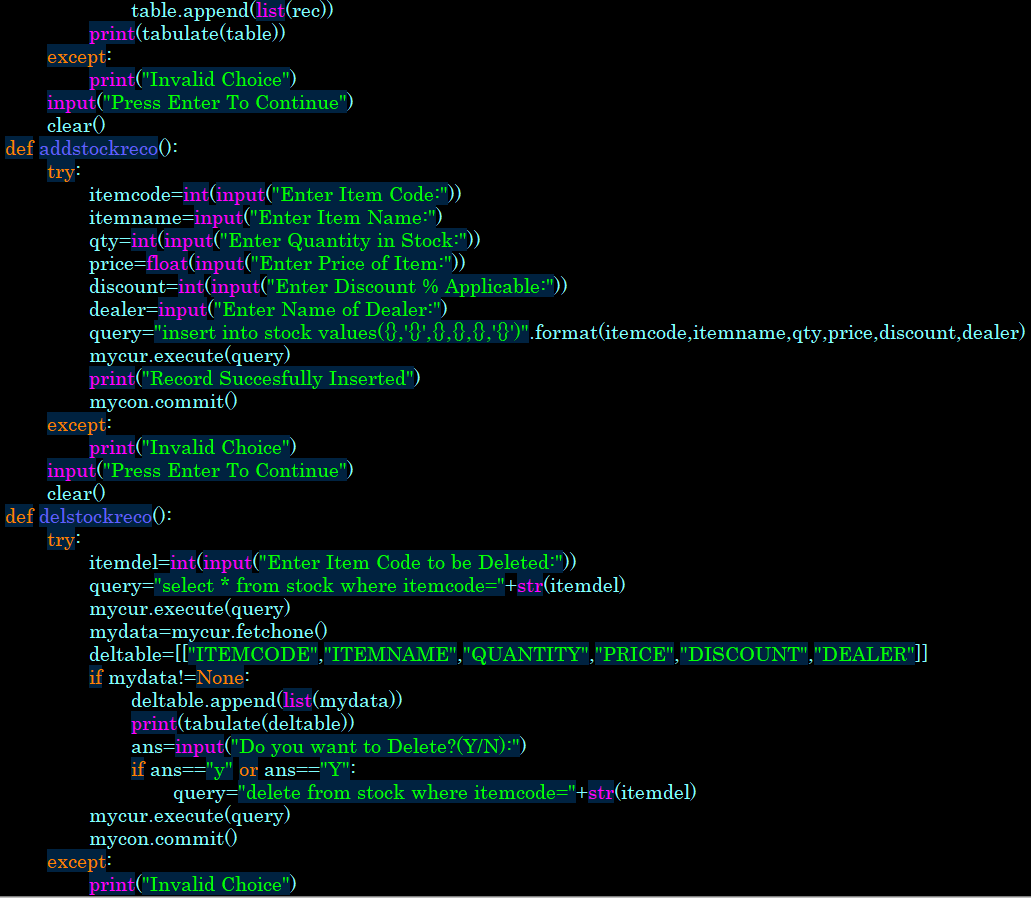 table.append(list(rec))
        print(tabulate(table))
    except:
        print("Invalid Choice")
    input("Press Enter To Continue")
    clear()
def addstockreco():
    try:
        itemcode=int(input("Enter Item Code:"))
        itemname=input("Enter Item Name:")
        qty=int(input("Enter Quantity in Stock:"))
        price=float(input("Enter Price of Item:"))
        discount=int(input("Enter Discount % Applicable:"))
        dealer=input("Enter Name of Dealer:")
        query="insert into stock values({},'{}',{},{},{},'{}')".format(itemcode,itemname,qty,price,discount,dealer)
        mycur.execute(query)
        print("Record Succesfully Inserted")
        mycon.commit()
    except:
        print("Invalid Choice")
    input("Press Enter To Continue")
    clear()
def delstockreco():
    try:
        itemdel=int(input("Enter Item Code to be Deleted:"))
        query="select * from stock where itemcode="+str(itemdel)
        mycur.execute(query)
        mydata=mycur.fetchone()
        deltable=[["ITEMCODE","ITEMNAME","QUANTITY","PRICE","DISCOUNT","DEALER"]]
        if mydata!=None:
            deltable.append(list(mydata))
            print(tabulate(deltable))
            ans=input("Do you want to Delete?(Y/N):")
            if ans=="y" or ans=="Y":
                query="delete from stock where itemcode="+str(itemdel)
        mycur.execute(query)
        mycon.commit()
    except:
        print("Invalid Choice")